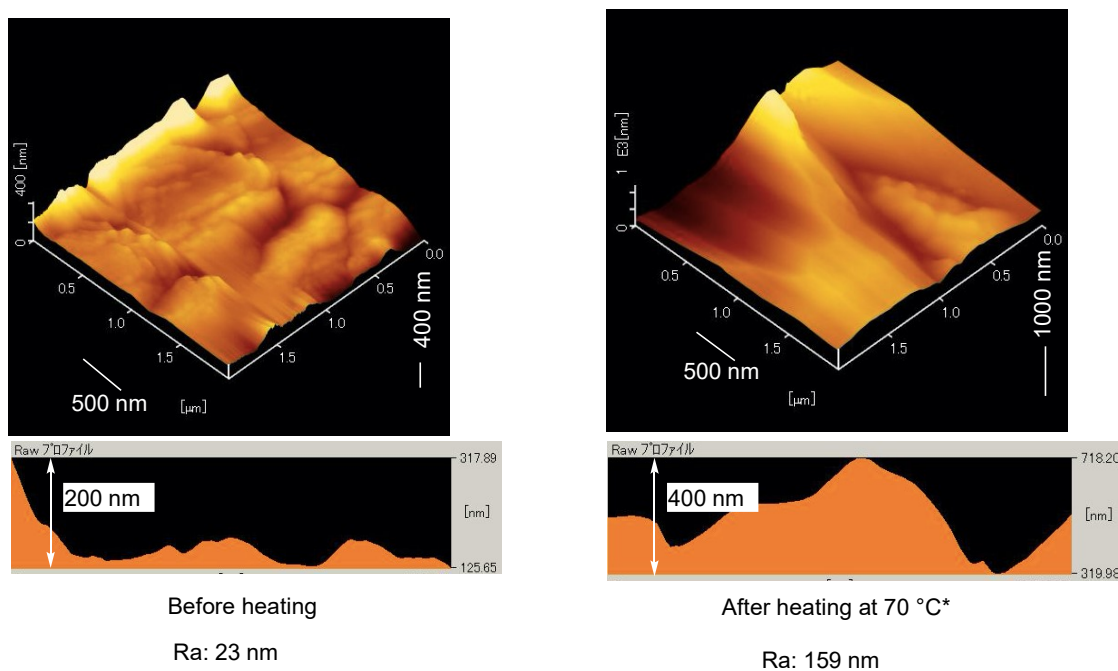 400 [nm]
0
0.5
1.0
1.5
0.0
0.5
1.0
1.5
400 nm
500 nm
[μm]
Raw プロファイル
317.89
200 nm
[nm]
125.65
Before heating
Ra: 23 nm
1 E3[nm]
0
0.5
1.0
1.5
0.0
0.5
1.0
1.5
1000 nm
500 nm
[μm]
Raw プロファイル
718.20
400 nm
[nm]
319.98
After heating at 70 °C*
Ra: 159 nm